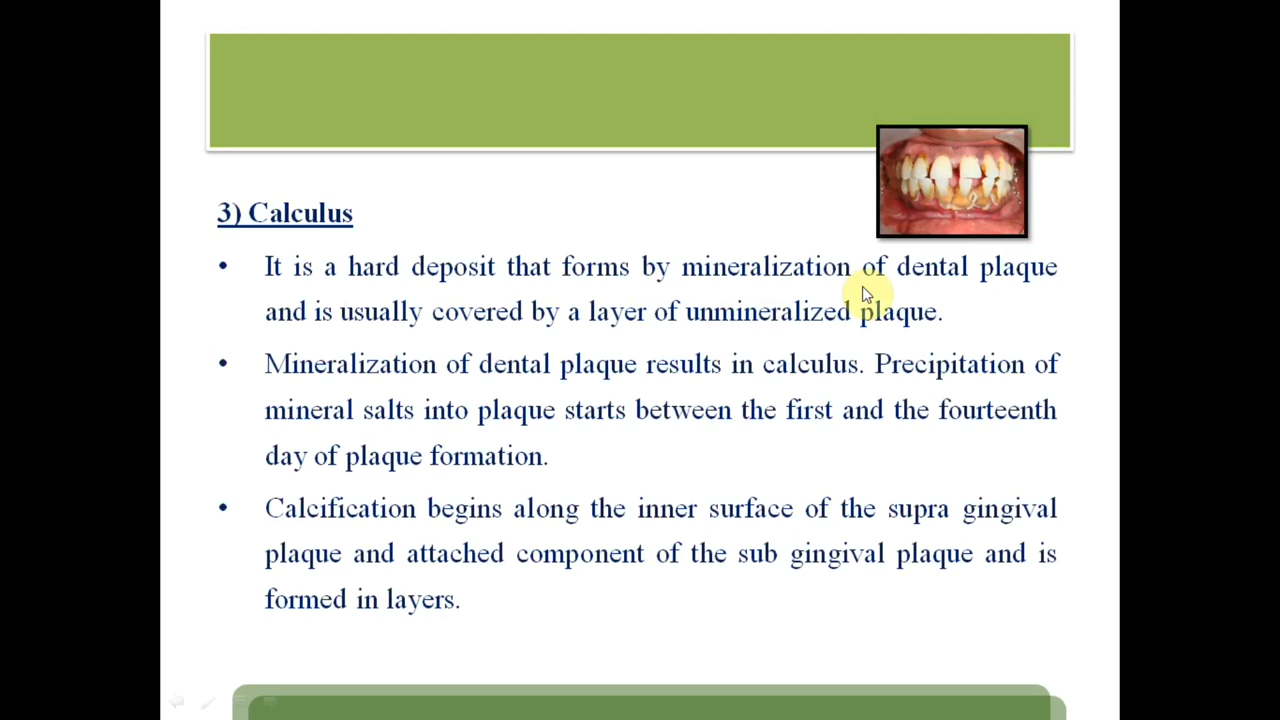 3) Calculus
• It is a hard deposit that forms by mineralization of dental plaque
and is usually covered by a layer of unmineralized plaque.
• Mineralization of dental plaque results in calculus. Precipitation of
mineral salts into plaque starts between the first and the fourteenth
day of plaque formation.
• Calcification begins along the inner surface of the supra gingival
plaque and attached component of the sub gingival plaque and is
formed in layers.